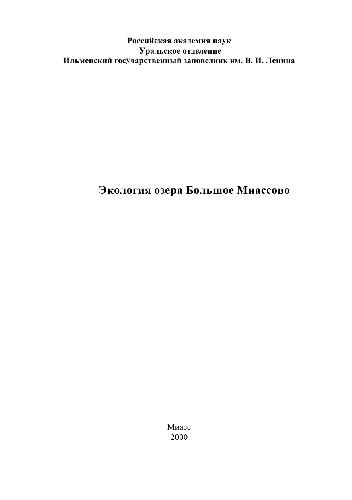 Российская академия наук
Уральское отделение
Ильменский государственный заповедник им. В. И. Ленина
Экология озера Большое Миассово
Миасс
2000